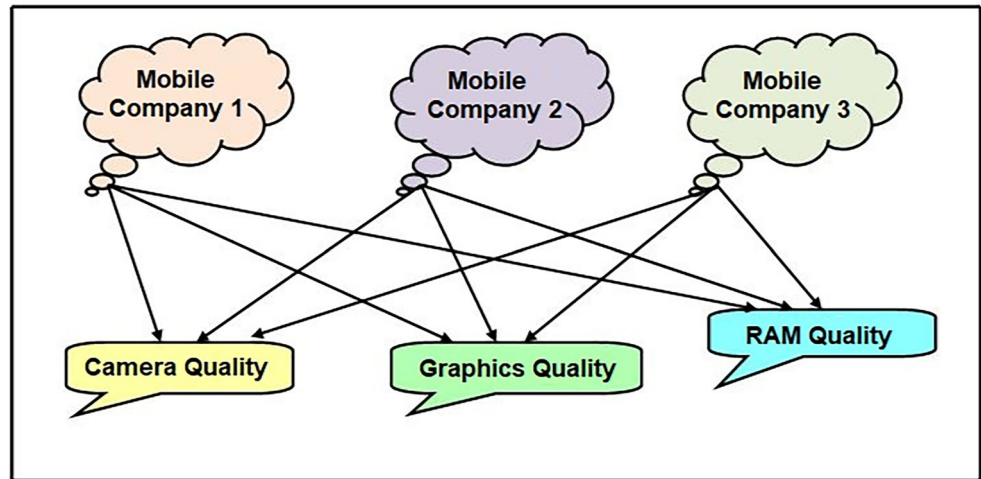 Mobile
Company 1
Mobile
Company 2
Mobile
Company 3
Camera Quality
Graphics Quality
RAM Quality